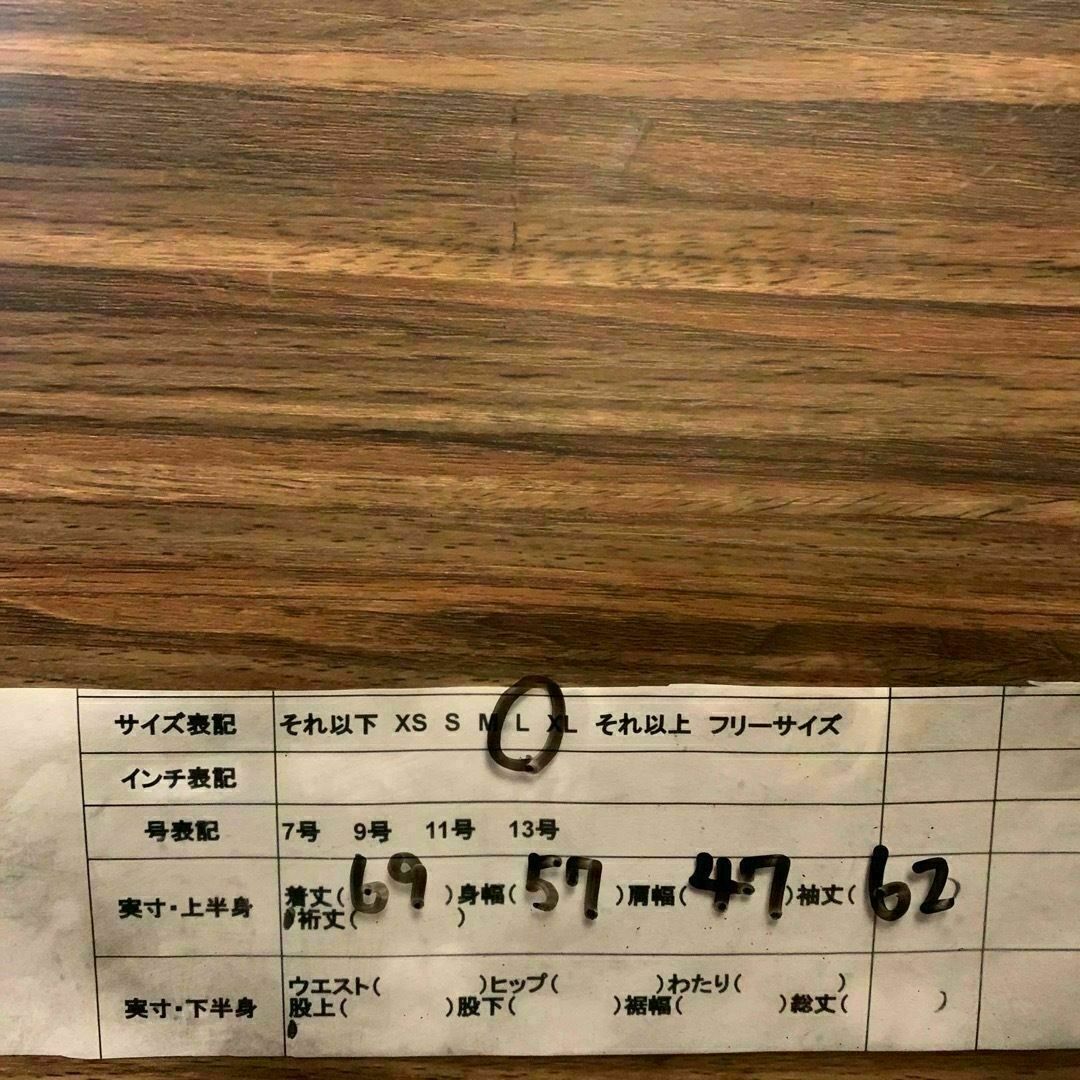 サイズ表記 それ以下 XS S M L XL それ以上 フリーサイズ
インチ表記
号表記 7号 9号 11号 13号
実寸・上半身 着丈(69)身幅(57)肩幅(47)袖丈(62)
裄丈( )
実寸・下半身 ウエスト( )ヒップ( )わたり( )
股上( )股下( )裾幅( )総丈( )